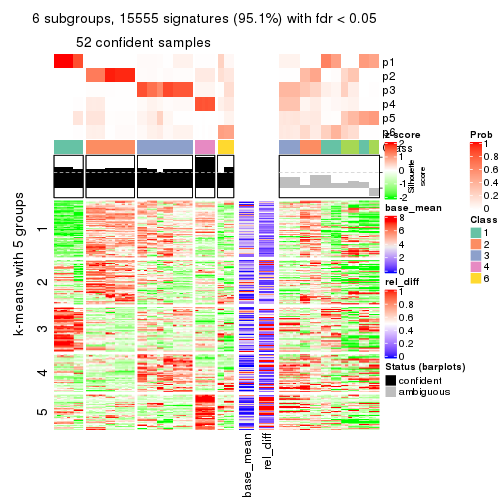 6 subgroups, 15555 signatures (95.1%) with fdr < 0.05
52 confident samples
p1
p2
p3
p4
p5
p6
Class
k-means with 5 groups
1
2
3
4
5
base_mean
rel_diff
Silhouette
score
z-score
2
1
0
-1
-2
base_mean
8
6
4
2
0
rel_diff
1
0.8
0.6
0.4
0.2
0
Status (barplots)
confident
ambiguous
Prob
1
0.8
0.6
0.4
0.2
0
Class
1
2
3
4
6